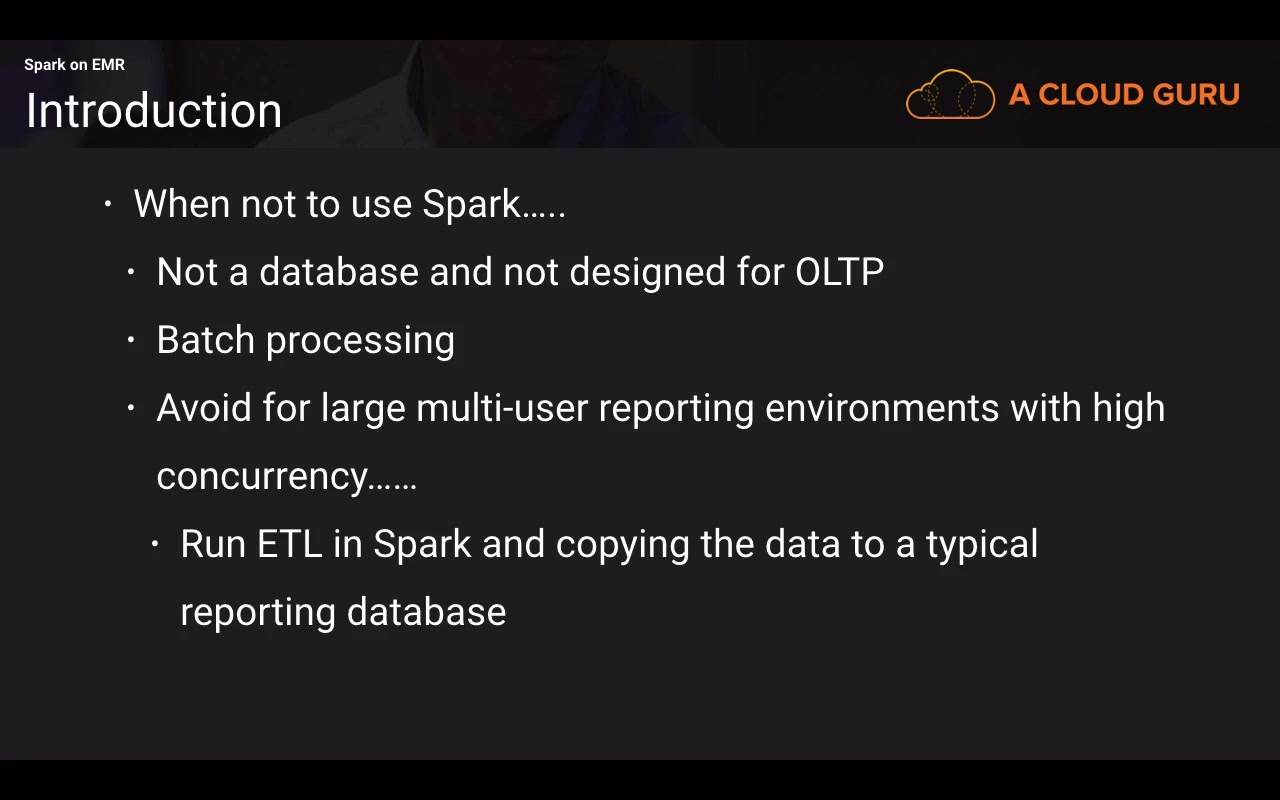 Spark on EMR
Introduction
A CLOUD GURU
• When not to use Spark.....
• Not a database and not designed for OLTP
• Batch processing
• Avoid for large multi-user reporting environments with high
concurrency......
• Run ETL in Spark and copying the data to a typical
reporting database